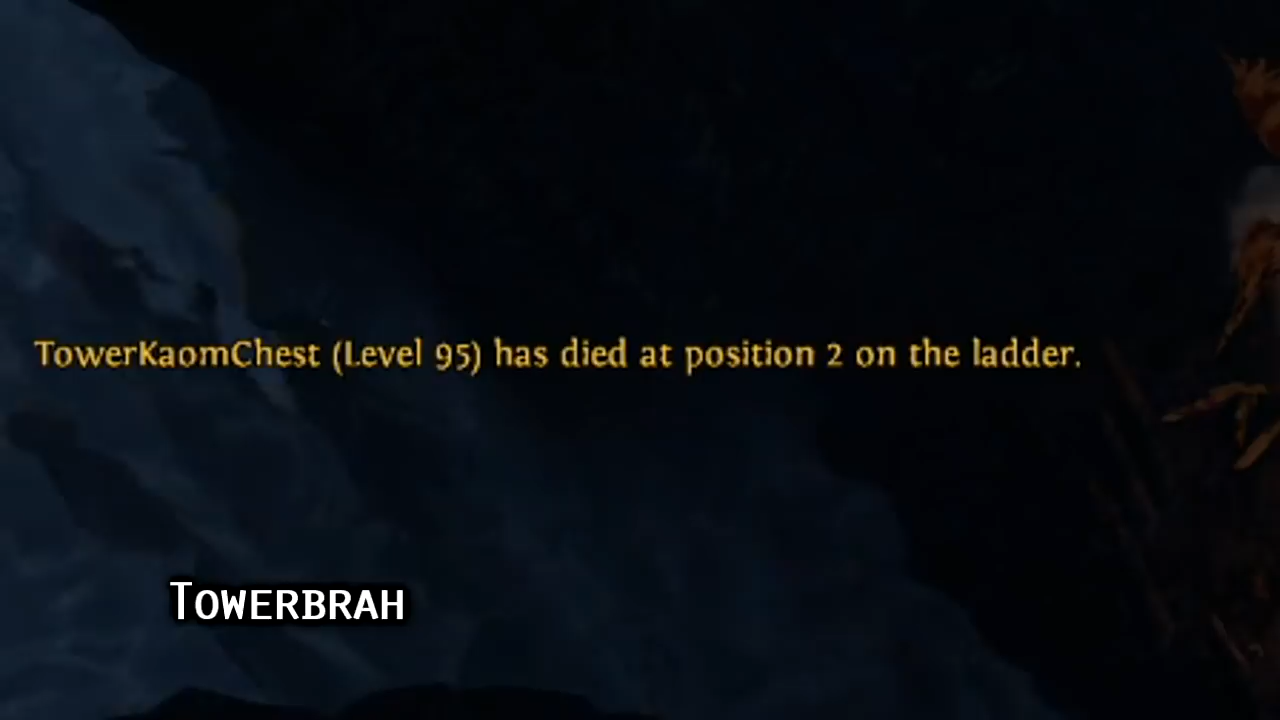 TowerKaomChest (Level 95) has died at position 2 on the ladder.
TOWERBRAH